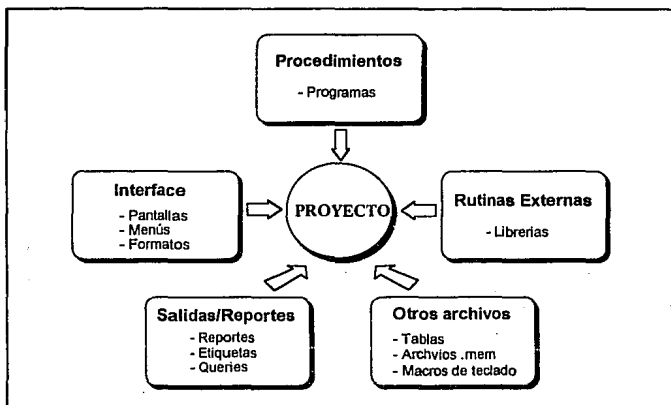 Procedimientos
- Programas
Interface
- Pantallas
- Menús
- Formatos
PROYECTO
Rutinas Externas
- Librerias
Salidas/Reportes
- Reportes
- Etiquetas
- Queries
Otros archivos
- Tablas
- Archvios .mem
- Macros de teclado